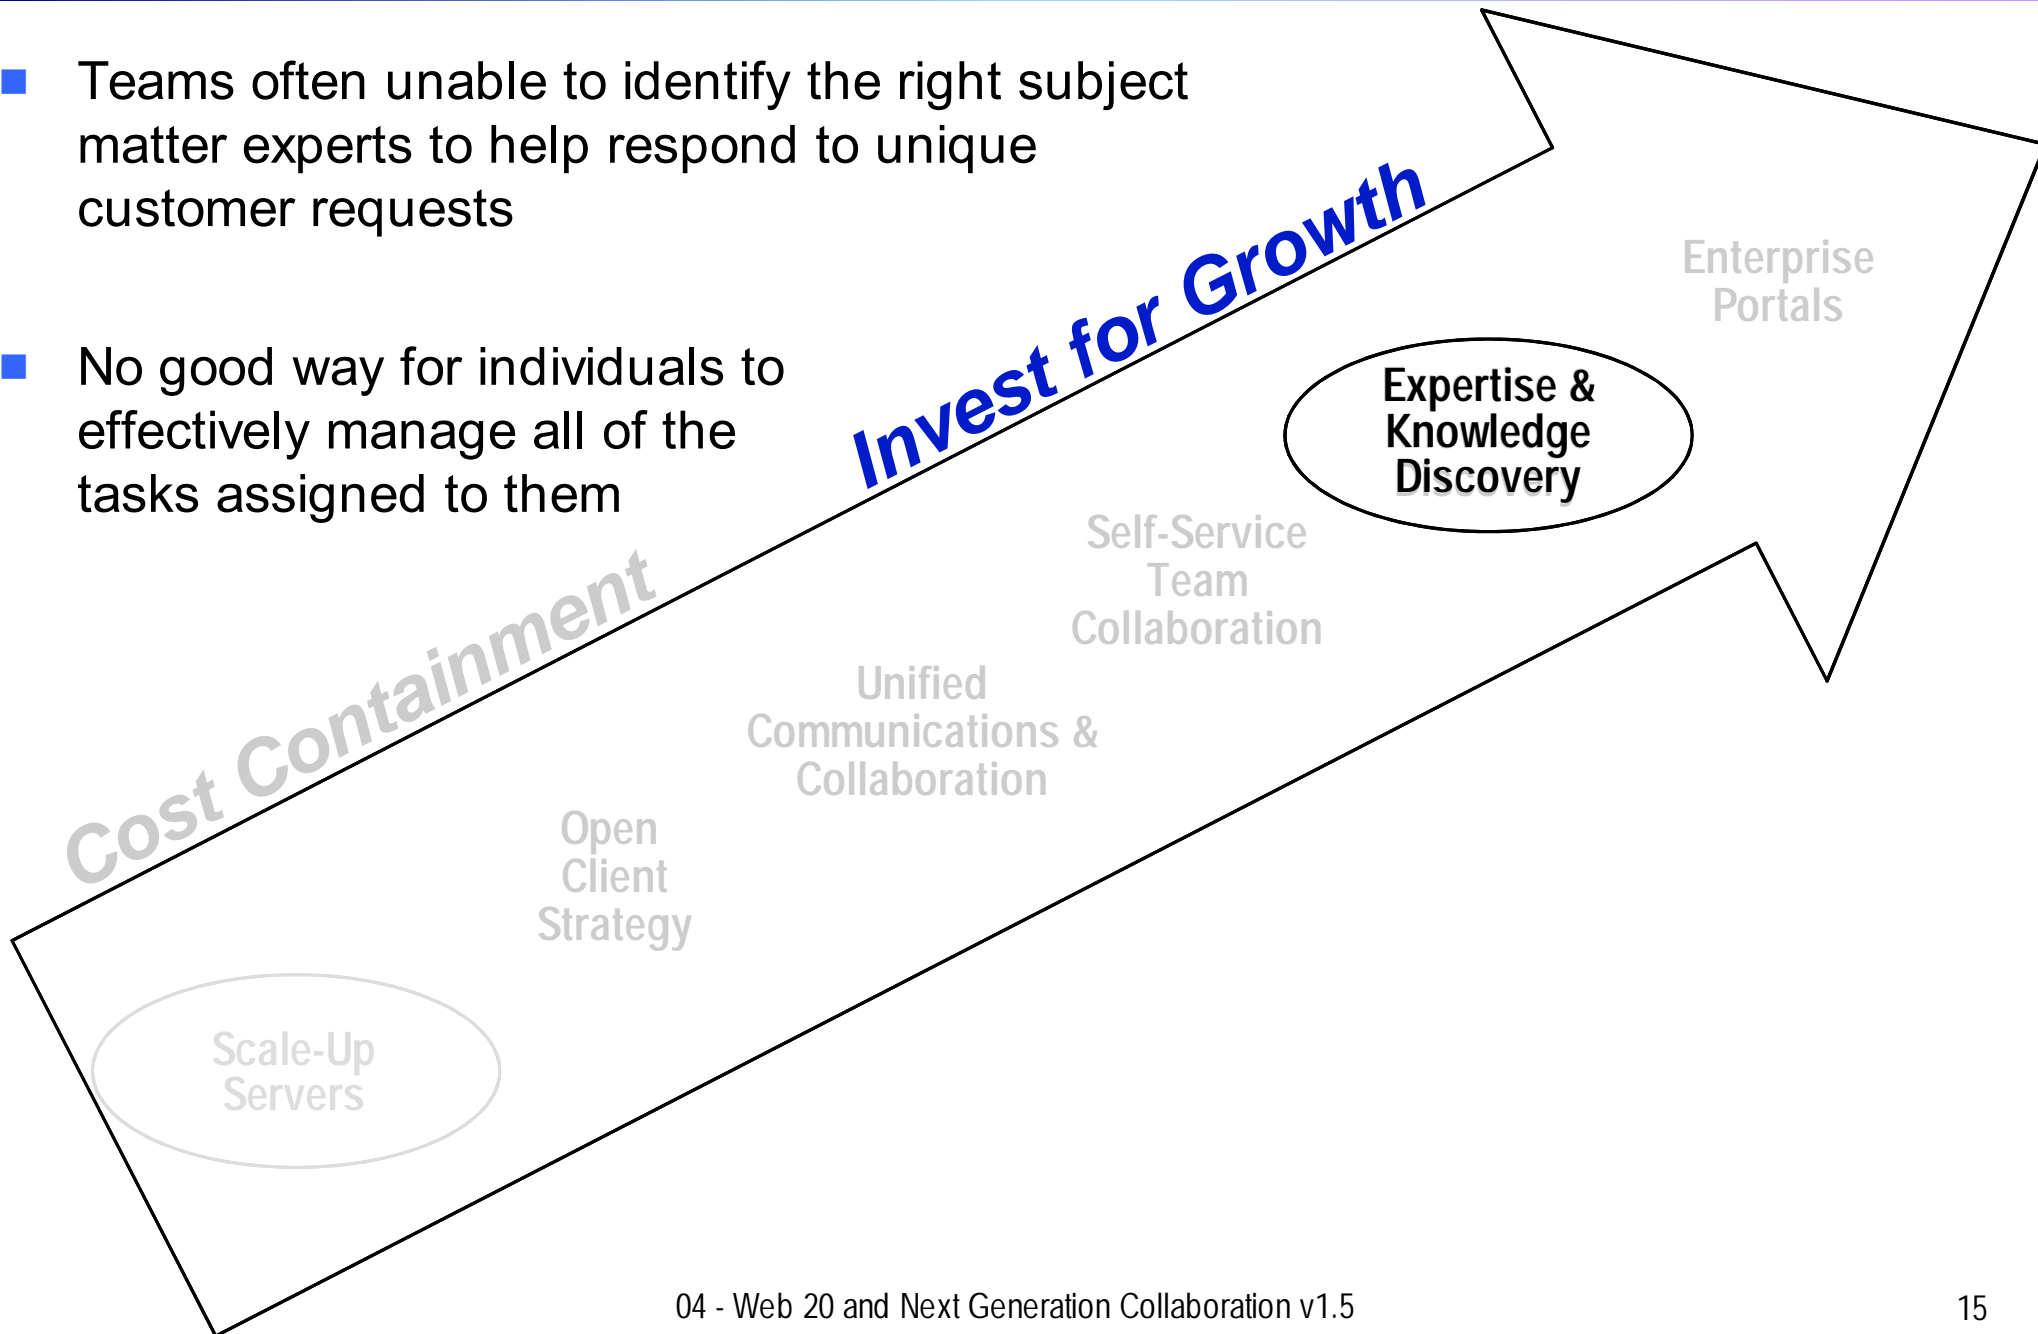 Teams often unable to identify the right subject
matter experts to help respond to unique
customer requests
No good way for individuals to
effectively manage all of the
tasks assigned to them
Invest for Growth
Cost Containment
Enterprise
Portals
Expertise &
Knowledge
Discovery
Self-Service
Team
Collaboration
Unified
Communications &
Collaboration
Open
Client
Strategy
Scale-Up
Servers
04 - Web 20 and Next Generation Collaboration v1.5
15